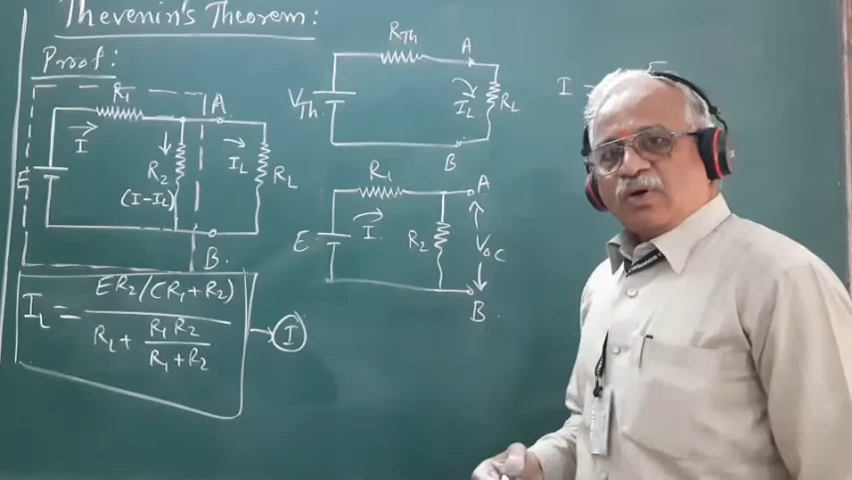 Thevenin's Theorem:
Proof:
R1
A
I
R2
(I-IL)
IL
RL
E
B
IL = ER2/(R1+R2)
RL + R1R2
R1+R2
I
RTh
A
VTh
IL
RL
B
R1
A
E
I
R2
VOC
B
I
E